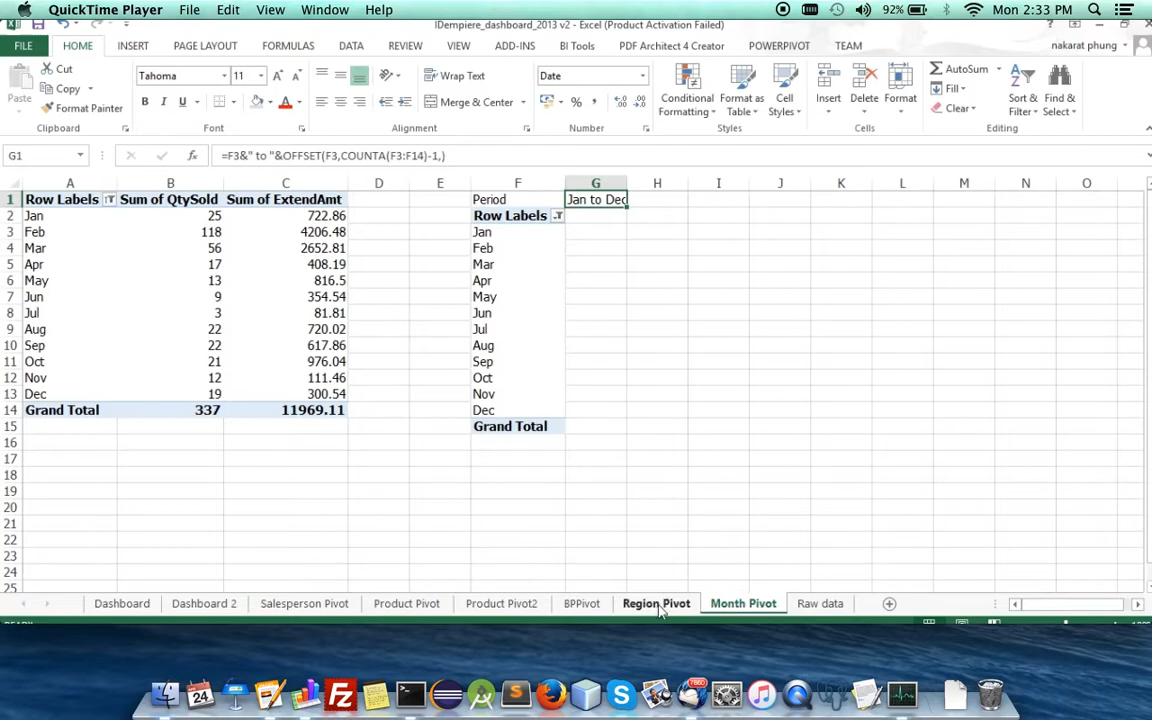 QuickTime Player File Edit View Window Help 92% Mon 2:33 PM
IDempiere_dashboard_2013 v2 - Excel (Product Activation Failed)
FILE HOME INSERT PAGE LAYOUT FORMULAS DATA REVIEW VIEW ADD-INS BI Tools PDF Architect 4 Creator POWERPIVOT TEAM nakarat phung
Cut
Copy
Format Painter
Paste
Clipboard
Tahoma 11
B I U
Font
Wrap Text
Merge & Center
Alignment
Date
Number
Conditional Formatting
Format as Table
Cell Styles
Styles
Insert Delete Format
Cells
AutoSum
Fill
Clear
Sort & Filter
Find & Select
Editing
G1 fx =F3&" to "&OFFSET(F3,COUNTA(F3:F14)-1,)
A B C D E F G H I J K L M N O
1 Row Labels Sum of QtySold Sum of ExtendAmt Period Jan to Dec
2 Jan 25 722.86 Row Labels
3 Feb 118 4206.48 Jan
4 Mar 56 2652.81 Feb
5 Apr 17 408.19 Mar
6 May 13 816.5 Apr
7 Jun 9 354.54 May
8 Jul 3 81.81 Jun
9 Aug 22 720.02 Jul
10 Sep 22 617.86 Aug
11 Oct 21 976.04 Sep
12 Nov 12 111.46 Oct
13 Dec 19 300.54 Nov
14 Grand Total 337 11969.11 Dec
15 Grand Total
16
17
18
19
20
21
22
23
24
25
Dashboard Dashboard 2 Salesperson Pivot Product Pivot Product Pivot2 BPPivot Region Pivot Month Pivot Raw data
24
7860